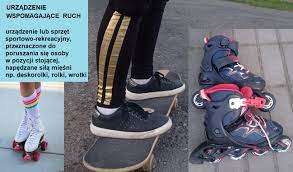 URZĄDZENIE
WSPOMAGAJĄCE RUCH
urządzenie lub sprzęt
sportowo-rekreacyjny,
przeznaczone do
poruszania się osoby
w pozycji stojącej,
napędzane siłą mięśni
np. deskorolki, rolki, wrotki